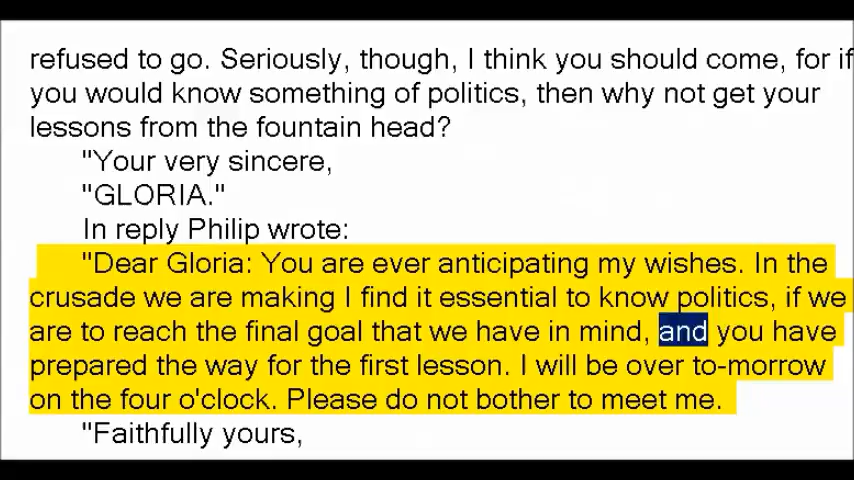 refused to go. Seriously, though, I think you should come, for if
you would know something of politics, then why not get your
lessons from the fountain head?
"Your very sincere,
"GLORIA."
In reply Philip wrote:
"Dear Gloria: You are ever anticipating my wishes. In the
crusade we are making I find it essential to know politics, if we
are to reach the final goal that we have in mind, and you have
prepared the way for the first lesson. I will be over to-morrow
on the four o'clock. Please do not bother to meet me.
"Faithfully yours,